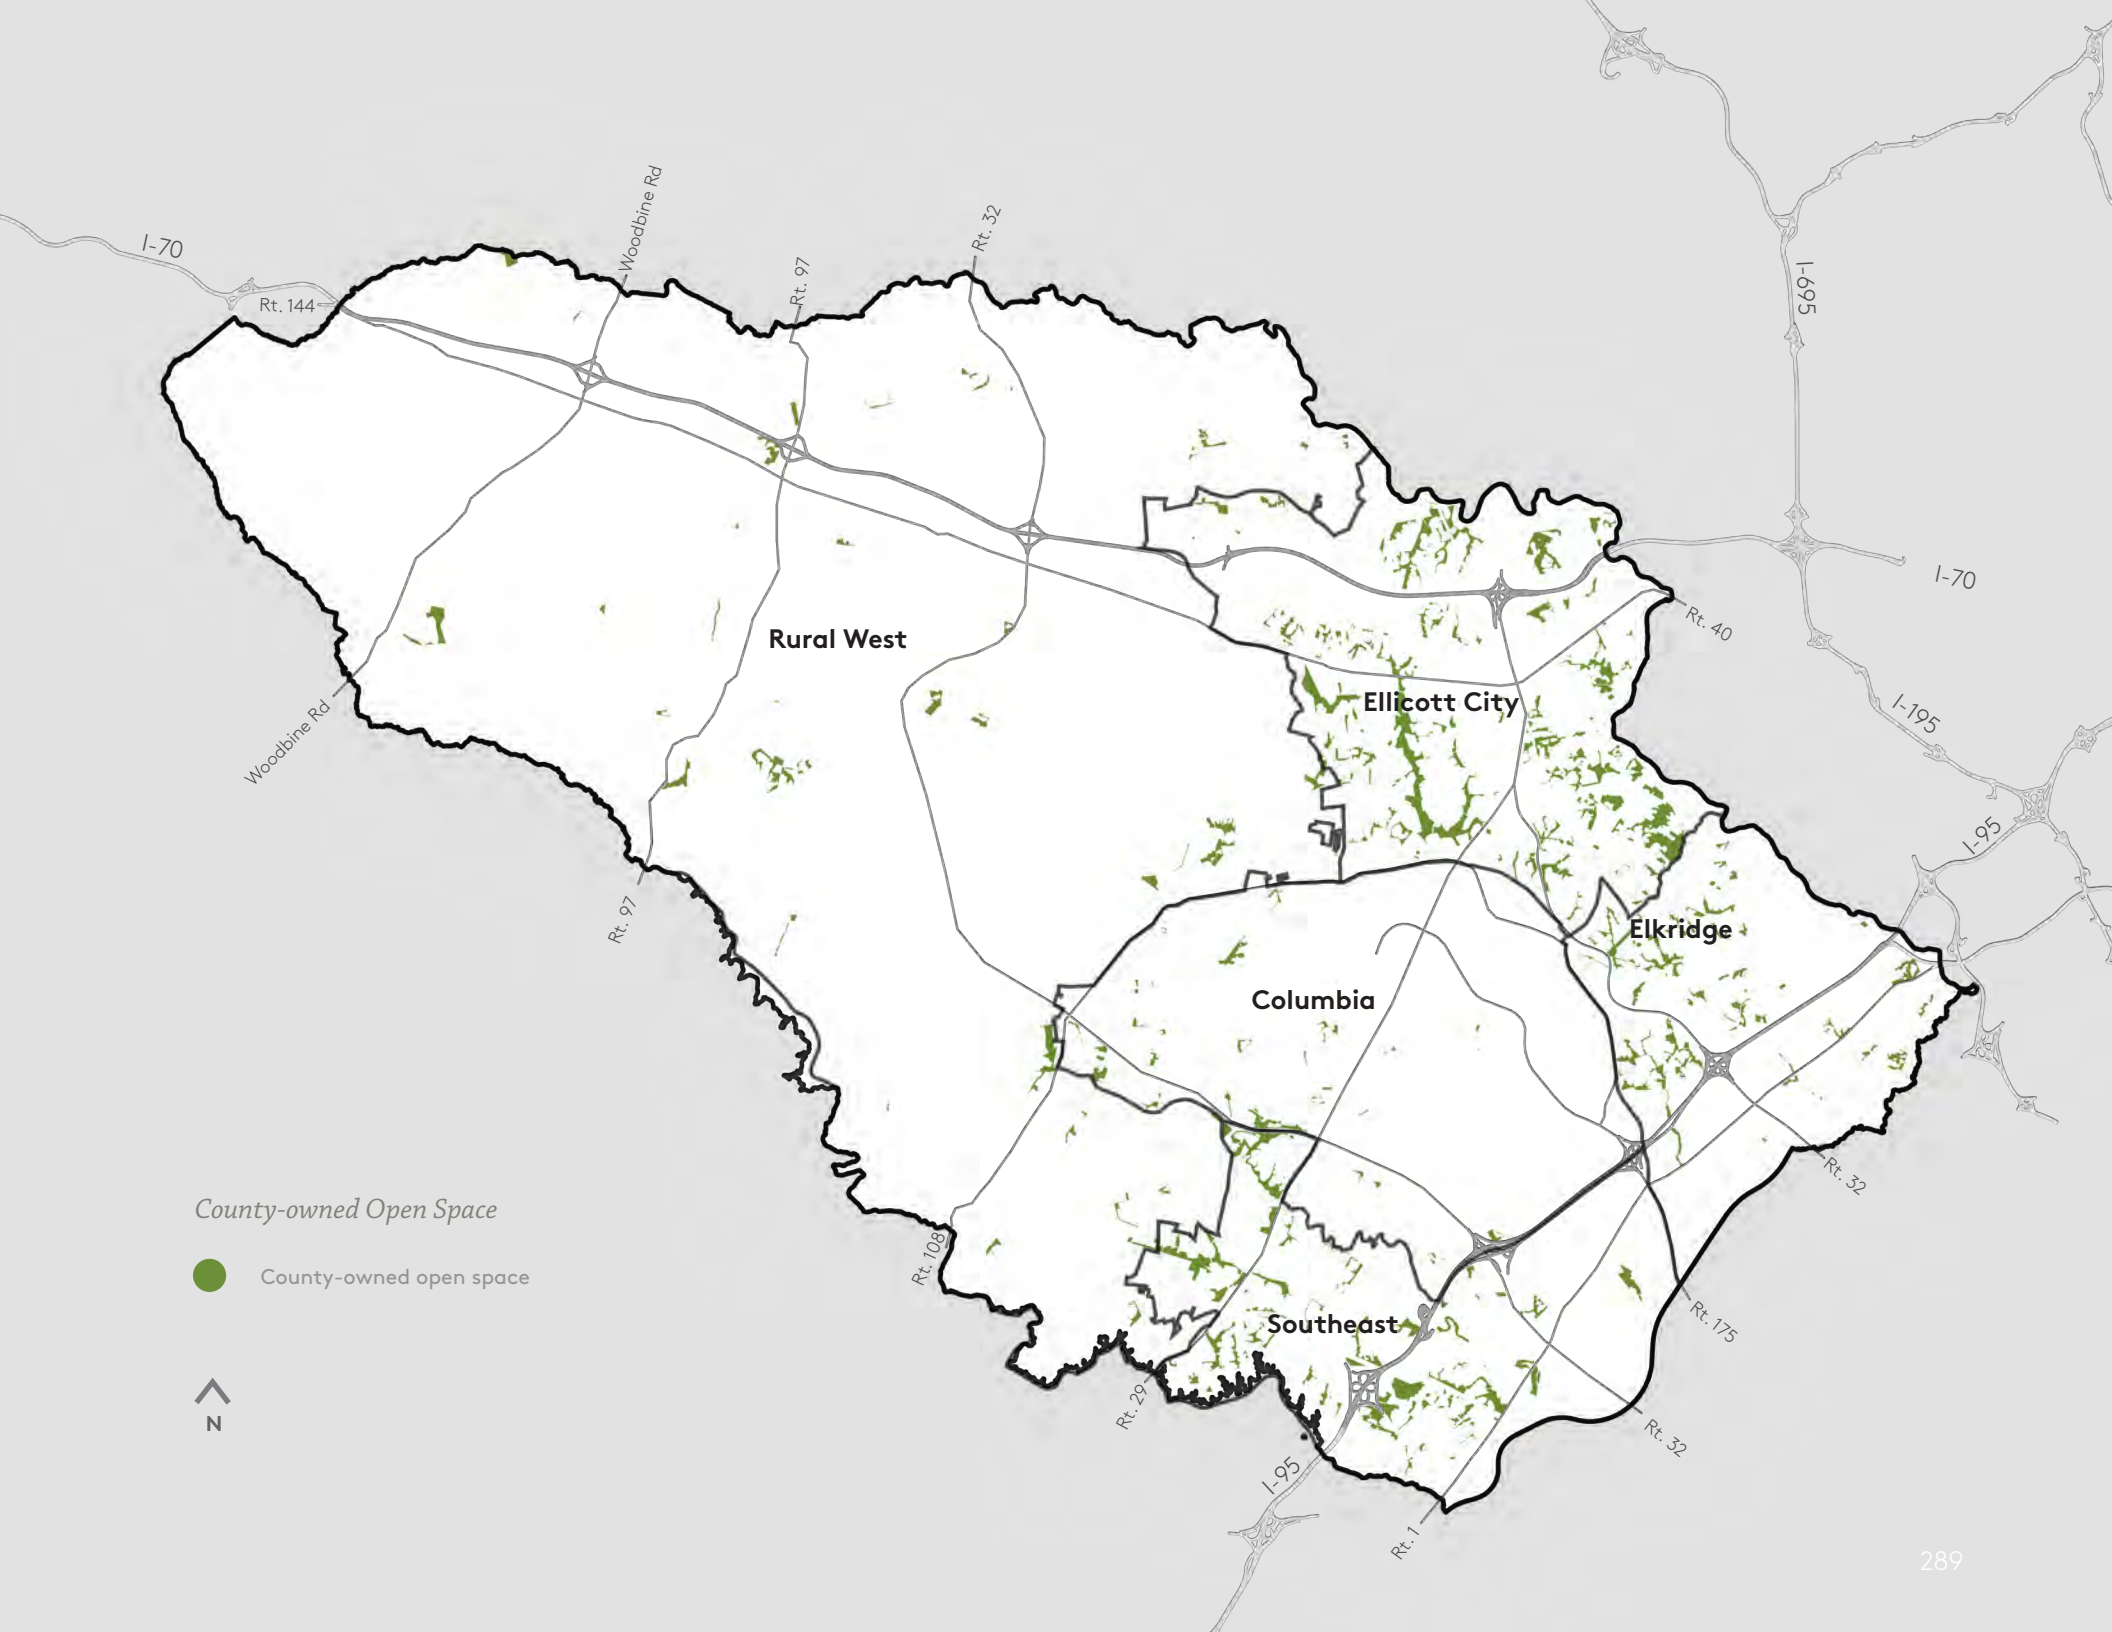 I-70
Rt. 144
Woodbine Rd
Rt. 97
Rt. 32
I-695
I-70
Rt. 40
I-195
I-95
Rural West
Ellicott City
Woodbine Rd
Rt. 97
Elkridge
Columbia
Rt. 32
Rt. 108
Southeast
Rt. 175
Rt. 29
Rt. 32
I-95
Rt. 1
County-owned Open Space
County-owned open space
N
289